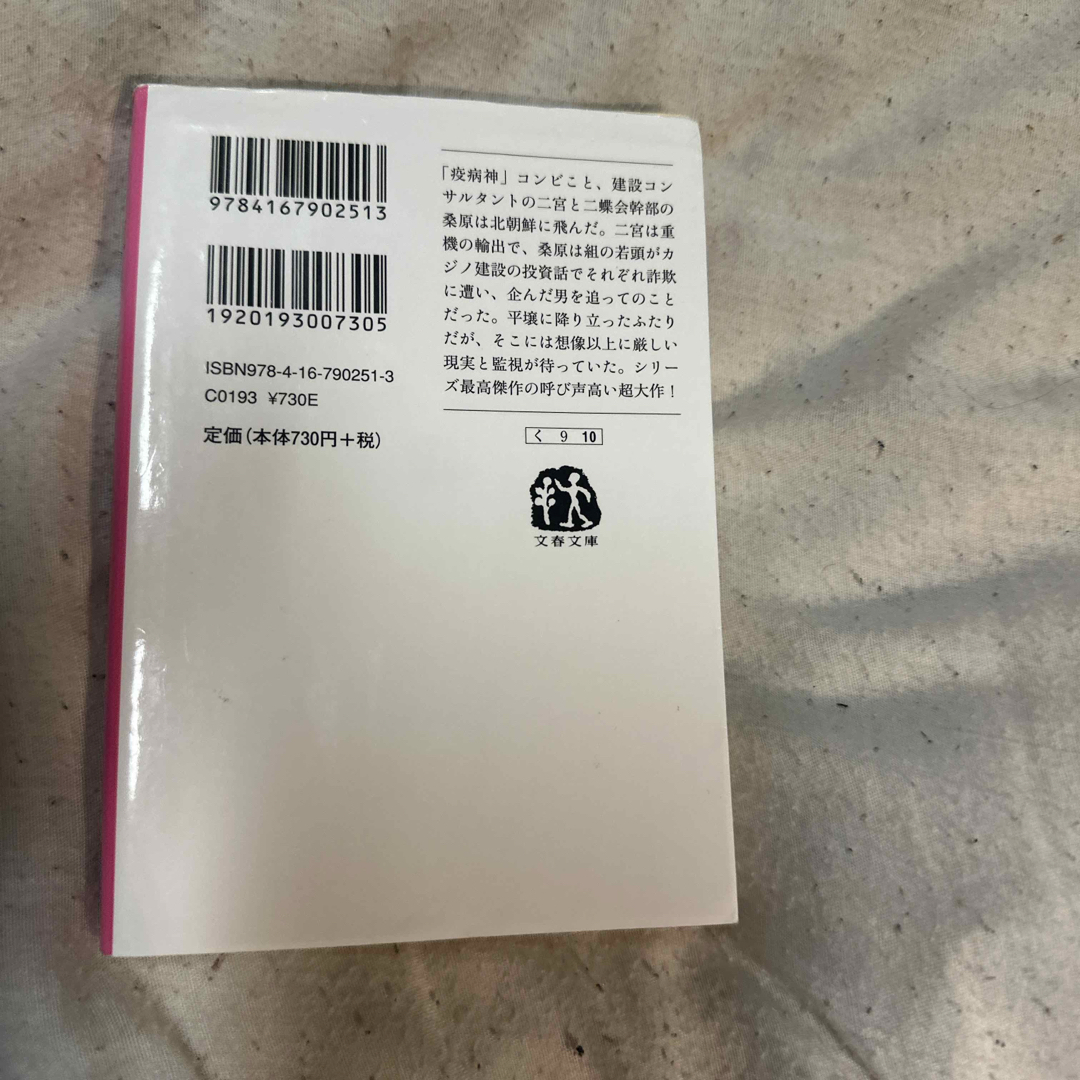 9784167902513
1920193007305
ISBN978-4-16-790251-3
C0193 ¥730E
定価(本体730円+税)
「疫病神」コンビこと、建設コン
サルタントの二宮と二蝶会幹部の
桑原は北朝鮮に飛んだ。二宮は重
機の輸出で、桑原は組の若頭がカ
ジノ建設の投資話でそれぞれ詐欺
に遭い、企んだ男を追ってのこと
だった。平壌に降り立ったふたり
だが、そこには想像以上に厳しい
現実と監視が待っていた。シリー
ズ最高傑作の呼び声高い超大作!
く 9 10
文春文庫